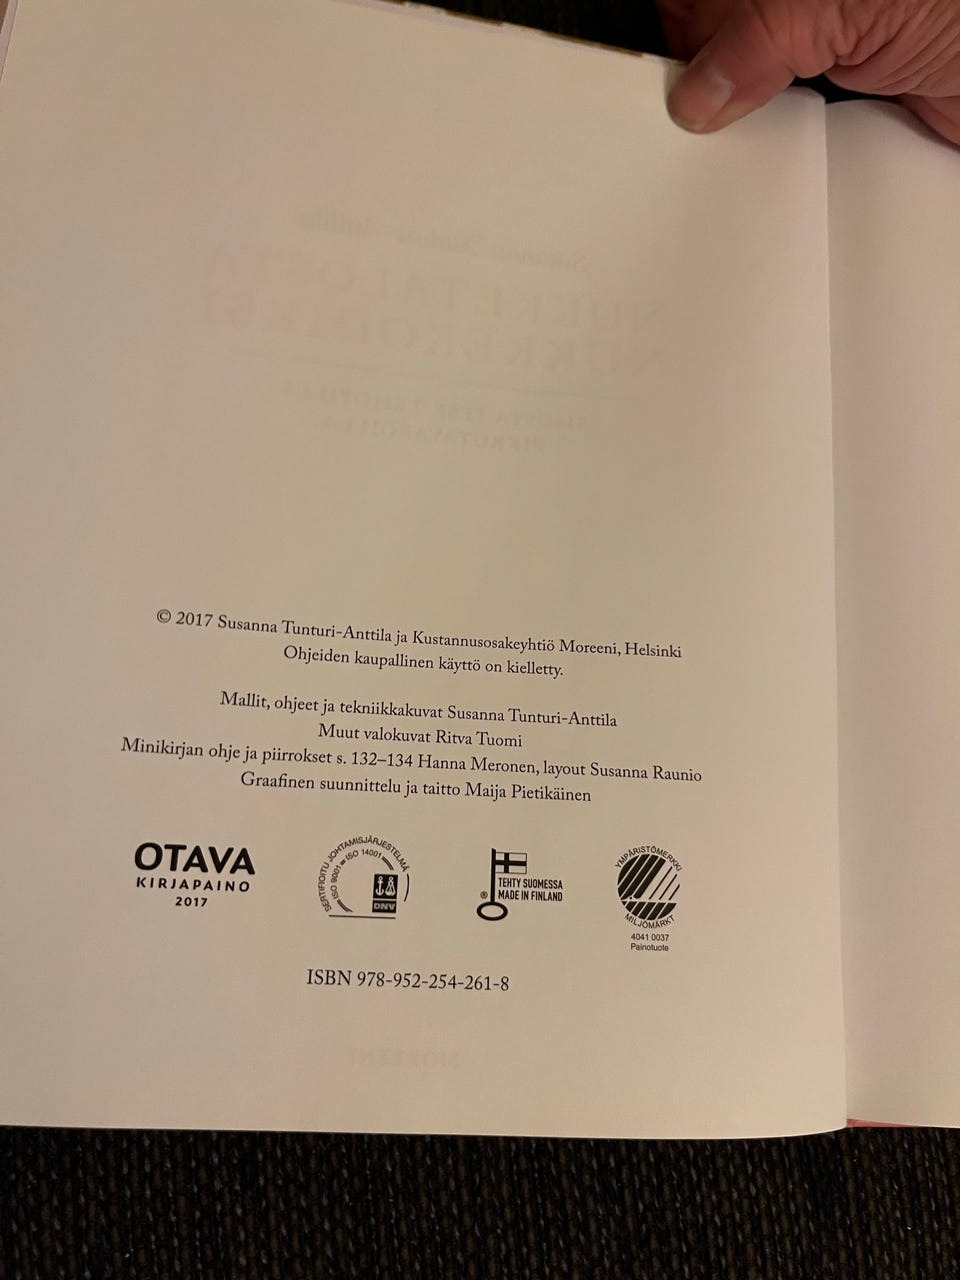 © 2017 Susanna Tunturi-Anttila ja Kustannusosakeyhtiö Moreeni, Helsinki
Ohjeiden kaupallinen käyttö on kielletty.
Mallit, ohjeet ja tekniikkakuvat Susanna Tunturi-Anttila
Muut valokuvat Ritva Tuomi
Minikirjan ohje ja piirrokset s. 132–134 Hanna Meronen, layout Susanna Raunio
Graafinen suunnittelu ja taitto Maija Pietikäinen
OTAVA
KIRJAPAINO
2017
SERTIFIOITU JOHTAMISJÄRJESTELMÄ
ISO 9001 = ISO 14001
DNV
® TEHTY SUOMESSA
MADE IN FINLAND
YMPÄRISTÖMERKKI
MILJÖMÄRKT
4041 0037
Painotuote
ISBN 978-952-254-261-8